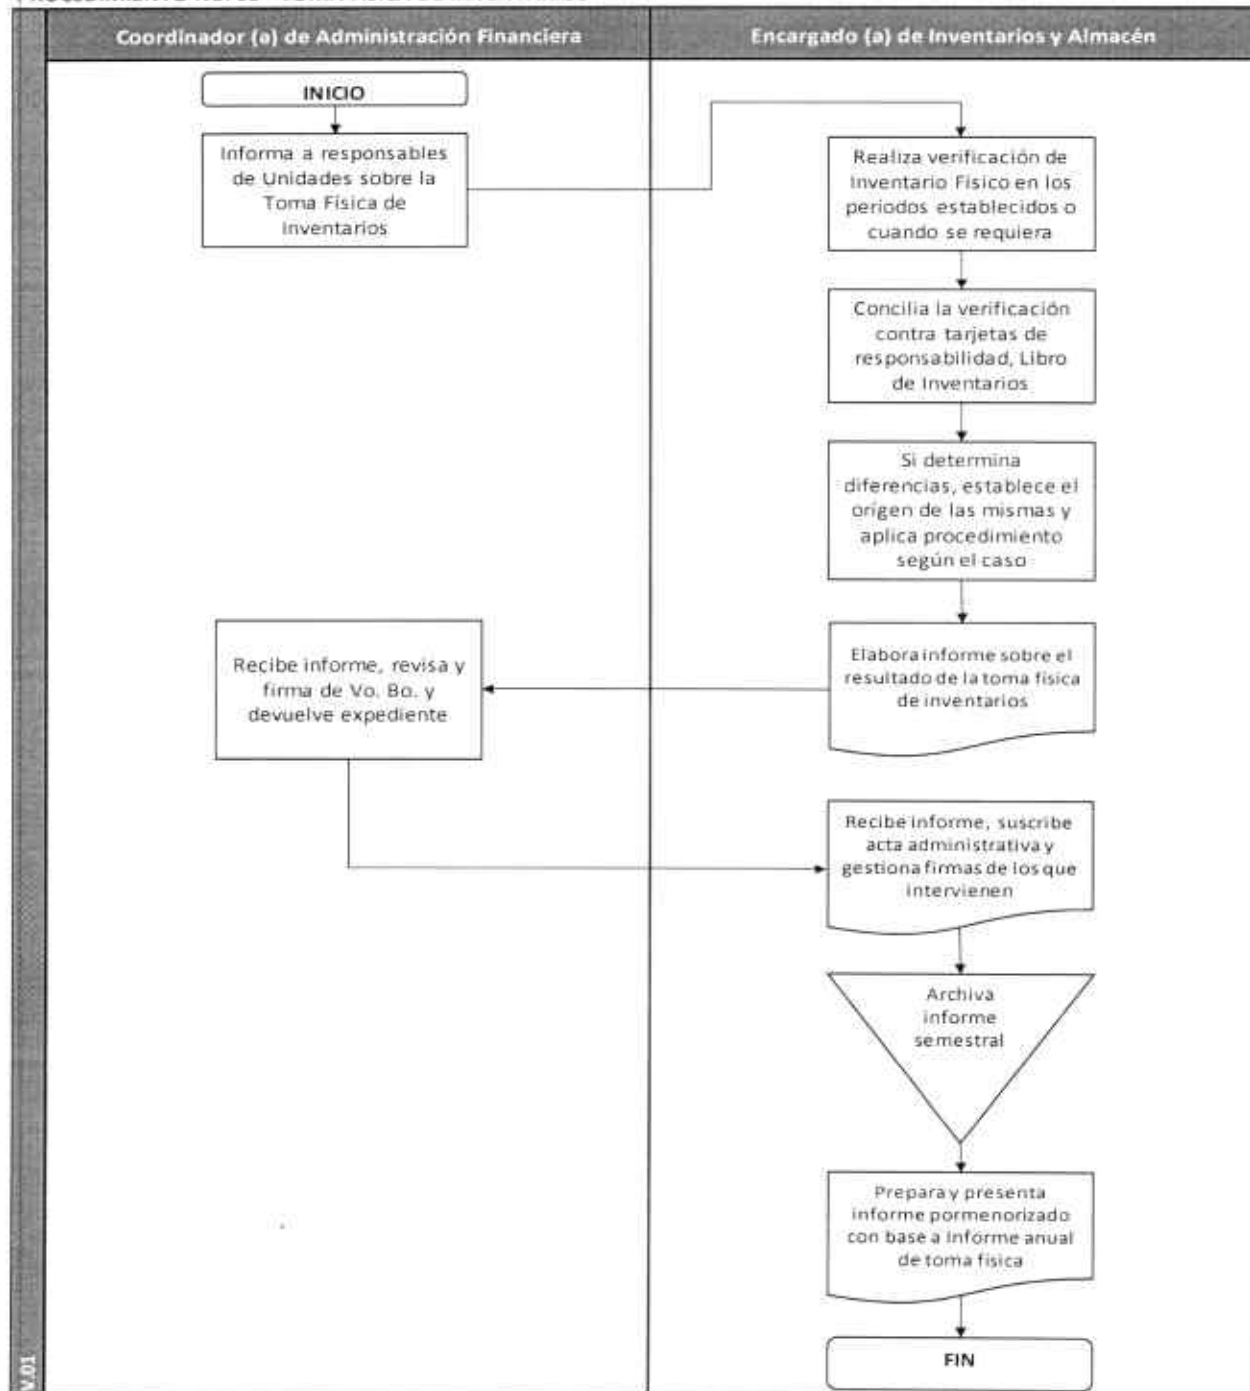 Coordinador (a) de Administración Financiera
Encargado (a) de Inventarios y Almacén
INICIO
Informa a responsables
de Unidades sobre la
Toma Física de
Inventarios
Realiza verificación de
Inventario Físico en los
periodos establecidos o
cuando se requiera
Concilia la verificación
contra tarjetas de
responsabilidad, Libro
de Inventarios
Si determina
diferencias, establece el
origen de las mismas y
aplica procedimiento
según el caso
Elabora informe sobre el
resultado de la toma física
de inventarios
Recibe informe, revisa y
firma de Vo. Bo. y
devuelve expediente
Recibe informe, suscribe
acta administrativa y
gestiona firmas de los que
intervienen
Archiva
informe
semestral
Prepara y presenta
informe pormenorizado
con base a Informe anual
de toma física
FIN
V.01